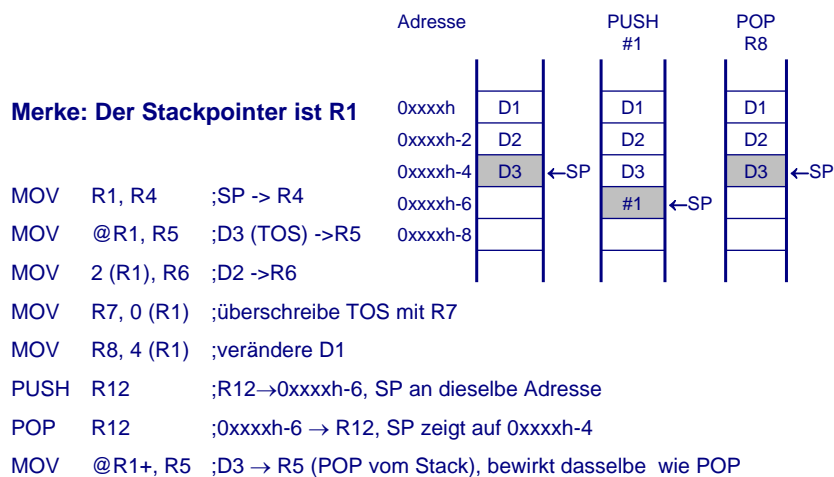 Adresse PUSH POP
#1 R8
Merke: Der Stackpointer ist R1
0xxxxh D1 D1 D1
0xxxxh-2 D2 D2 D2
0xxxxh-4 D3 ←SP D3 D3 ←SP
0xxxxh-6 #1 ←SP
0xxxxh-8
MOV R1, R4 ;SP -> R4
MOV @R1, R5 ;D3 (TOS) ->R5
MOV 2 (R1), R6 ;D2 ->R6
MOV R7, 0 (R1) ;überschreibe TOS mit R7
MOV R8, 4 (R1) ;verändere D1
PUSH R12 ;R12→0xxxxh-6, SP an dieselbe Adresse
POP R12 ;0xxxxh-6 → R12, SP zeigt auf 0xxxxh-4
MOV @R1+, R5 ;D3 → R5 (POP vom Stack), bewirkt dasselbe wie POP